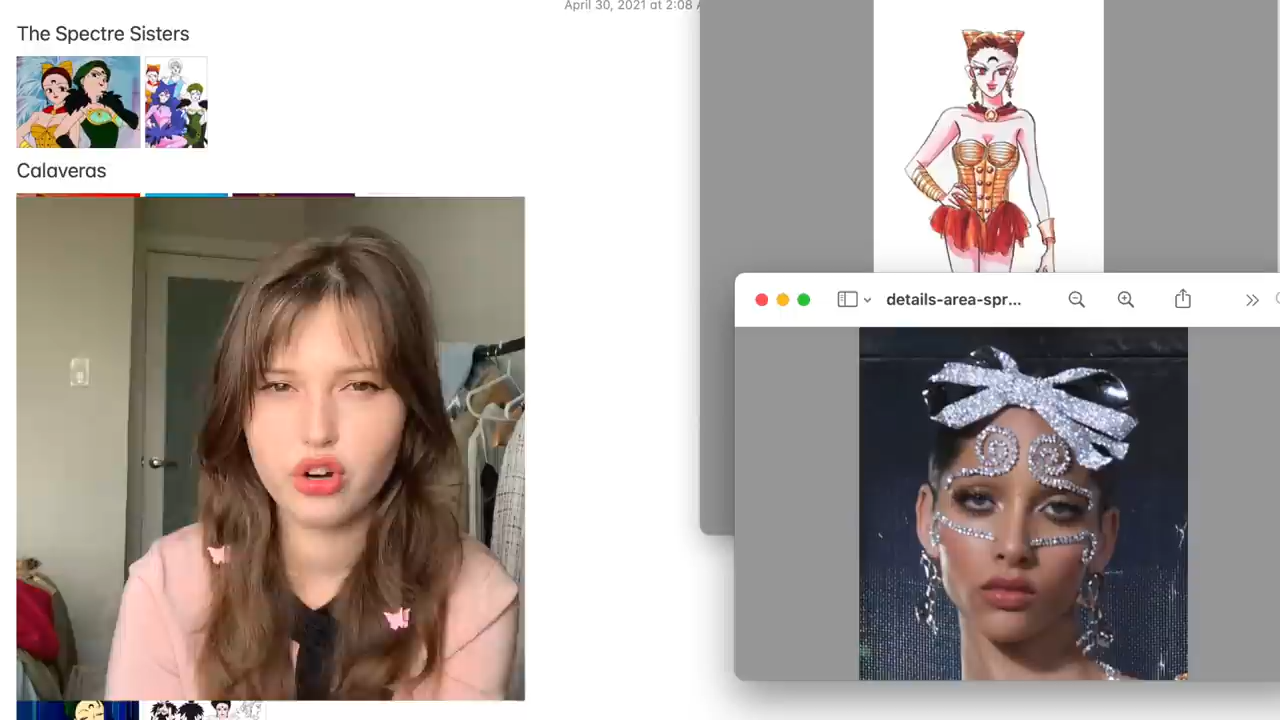 April 30, 2021 at 2:08
The Spectre Sisters
Calaveras
details-area-spr...